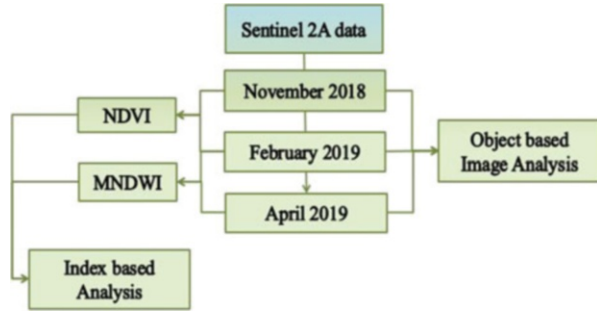 Sentinel 2A data
November 2018
NDVI
February 2019
Object based
Image Analysis
MNDWI
April 2019
Index based
Analysis